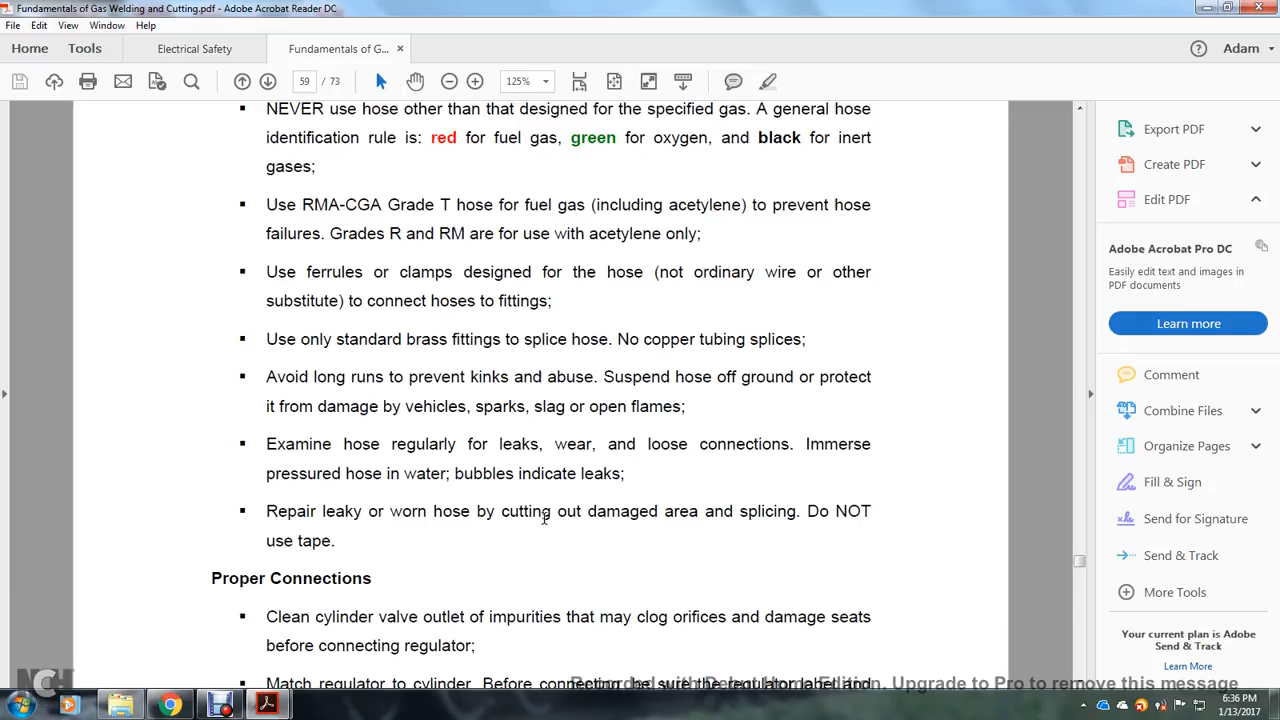 Fundamentals of Gas Welding and Cutting.pdf - Adobe Acrobat Reader DC
File Edit View Window Help
Home Tools Electrical Safety Fundamentals of G... × Adam
59 / 73 125%
NEVER use hose other than that designed for the specified gas. A general hose
identification rule is: red for fuel gas, green for oxygen, and black for inert
gases;
Use RMA-CGA Grade T hose for fuel gas (including acetylene) to prevent hose
failures. Grades R and RM are for use with acetylene only;
Use ferrules or clamps designed for the hose (not ordinary wire or other
substitute) to connect hoses to fittings;
Use only standard brass fittings to splice hose. No copper tubing splices;
Avoid long runs to prevent kinks and abuse. Suspend hose off ground or protect
it from damage by vehicles, sparks, slag or open flames;
Examine hose regularly for leaks, wear, and loose connections. Immerse
pressured hose in water; bubbles indicate leaks;
Repair leaky or worn hose by cutting out damaged area and splicing. Do NOT
use tape.
Proper Connections
Clean cylinder valve outlet of impurities that may clog orifices and damage seats
before connecting regulator;
Match regulator to cylinder. Before connecting, be sure the regulator label and
Export PDF
Create PDF
Edit PDF
Adobe Acrobat Pro DC
Easily edit text and images in
PDF documents
Learn more
Comment
Combine Files
Organize Pages
Fill & Sign
Send for Signature
Send & Track
More Tools
Your current plan is Adobe
Send & Track
Learn More
NCH
Recorded with Debut Home Edition. Upgrade to Pro to remove this message
6:36 PM
1/13/2017